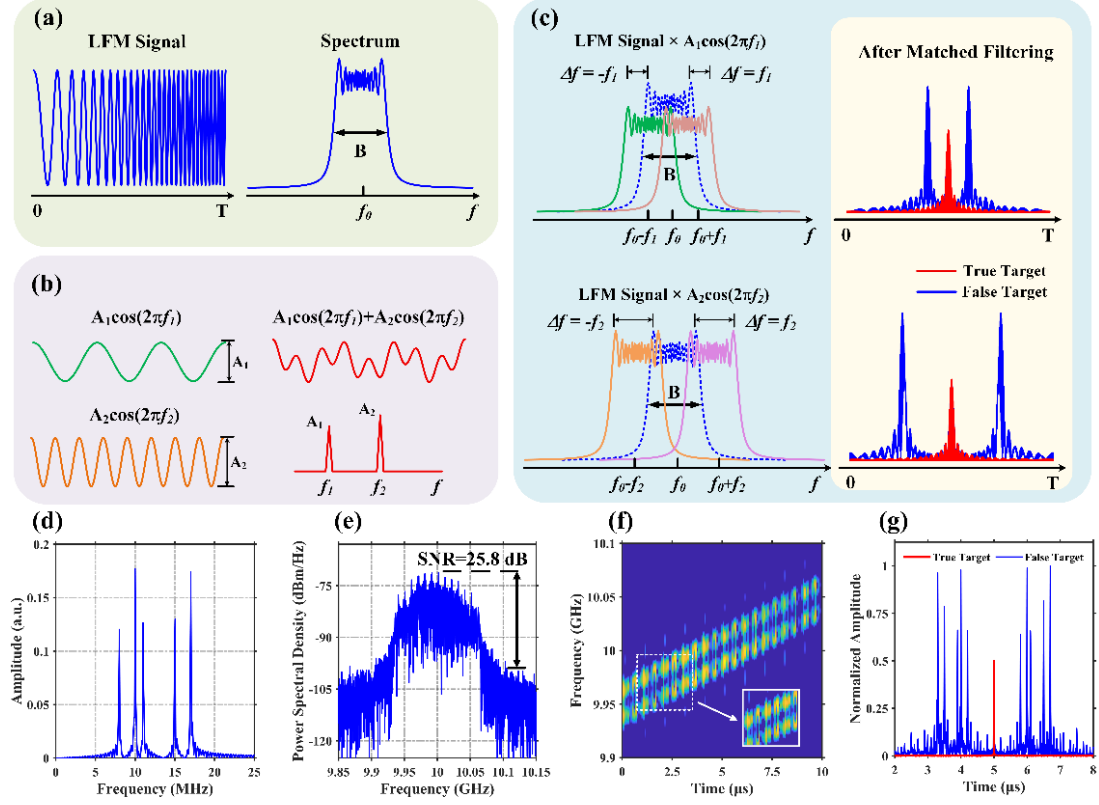 (a)
LFM Signal
Spectrum
B
0
T
f0
f
(b)
A1cos(2πf1)
A1cos(2πf1)+A2cos(2πf2)
A1
A2cos(2πf2)
A2
A1
A2
f1
f2
f
(c)
LFM Signal × A1cos(2πf1)
Δf = -f1
Δf = f1
B
f0-f1
f0
f0+f1
f
After Matched Filtering
0
T
LFM Signal × A2cos(2πf2)
Δf = -f2
Δf = f2
B
f0-f2
f0
f0+f2
f
True Target
False Target
0
T
(d)
Amplitude (a.u.)
0.2
0.15
0.1
0.05
0
0
5
10
15
20
25
Frequency (MHz)
(e)
SNR=25.8 dB
Power Spectral Density (dBm/Hz)
-75
-90
-105
-120
9.85
9.9
9.95
10
10.05
10.1
10.15
Frequency (GHz)
(f)
Frequency (GHz)
10.1
10.05
10
9.95
9.9
0
2.5
5
7.5
10
Time (μs)
(g)
True Target
False Target
Normalized Amplitude
1
0.75
0.5
0.25
0
2
3
4
5
6
7
8
Time (μs)